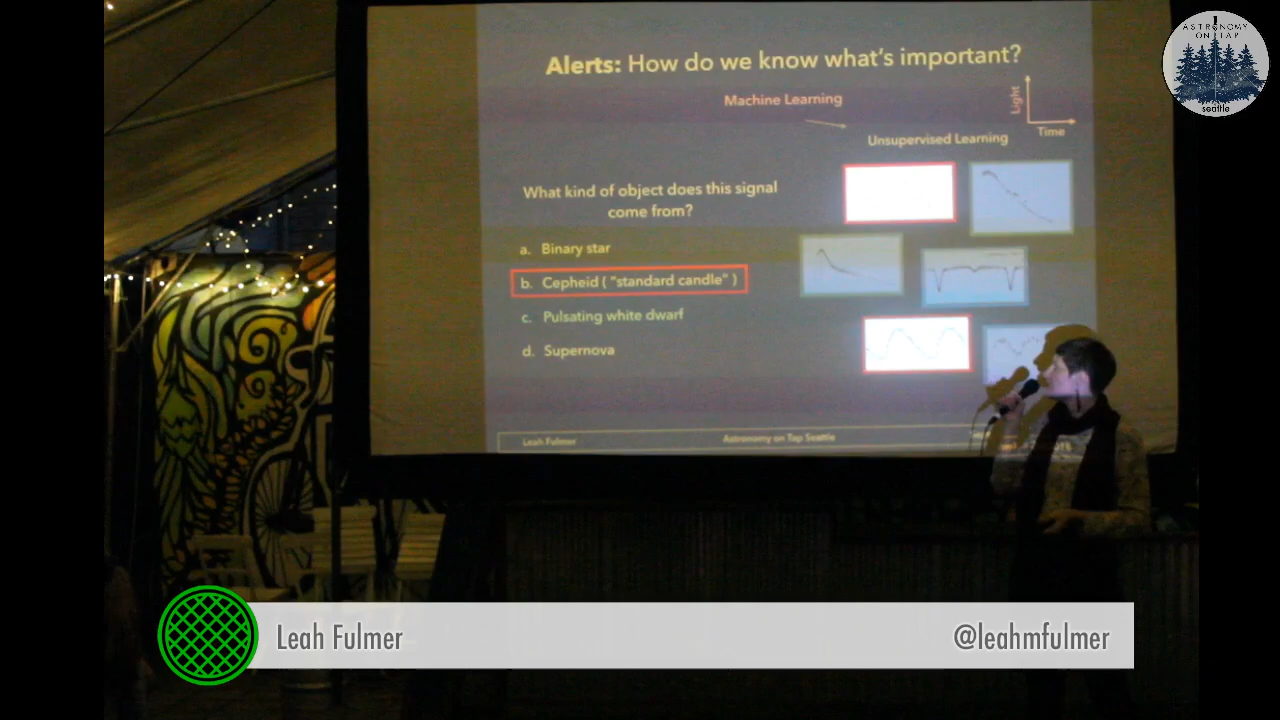 ASTRONOMY
ON TAP
seattle
Alerts: How do we know what's important?
Machine Learning
Light
Time
Unsupervised Learning
What kind of object does this signal
come from?
a. Binary star
b. Cepheid ( "standard candle" )
c. Pulsating white dwarf
d. Supernova
Leah Fulmer
Astronomy on Tap Seattle
Leah Fulmer
@leahmfulmer